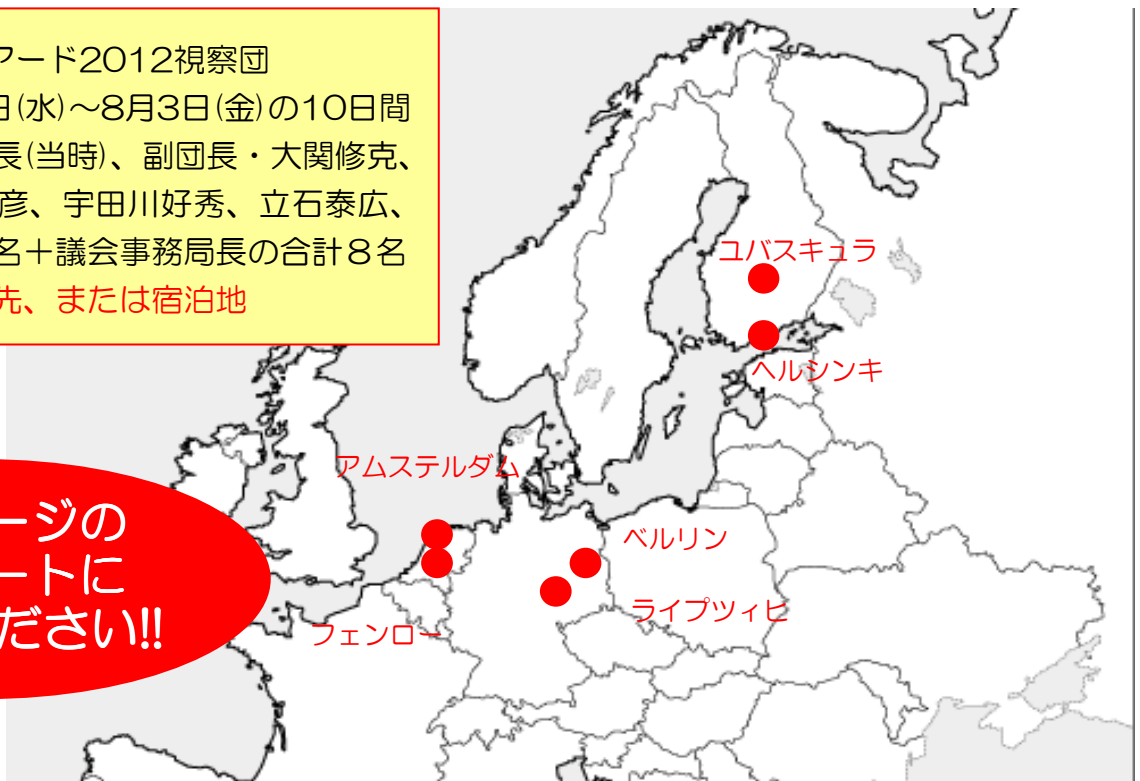 アード2012視察団
日(水)～8月3日(金)の10日間
長(当時)、副団長・大関修克、
彦、宇田川好秀、立石泰広、
名＋議会事務局長の合計８名
先、または宿泊地
ユバスキュラ
ヘルシンキ
アムステルダム
ベルリン
ライプツィヒ
フェンロー
ージの
ートに
ださい!!